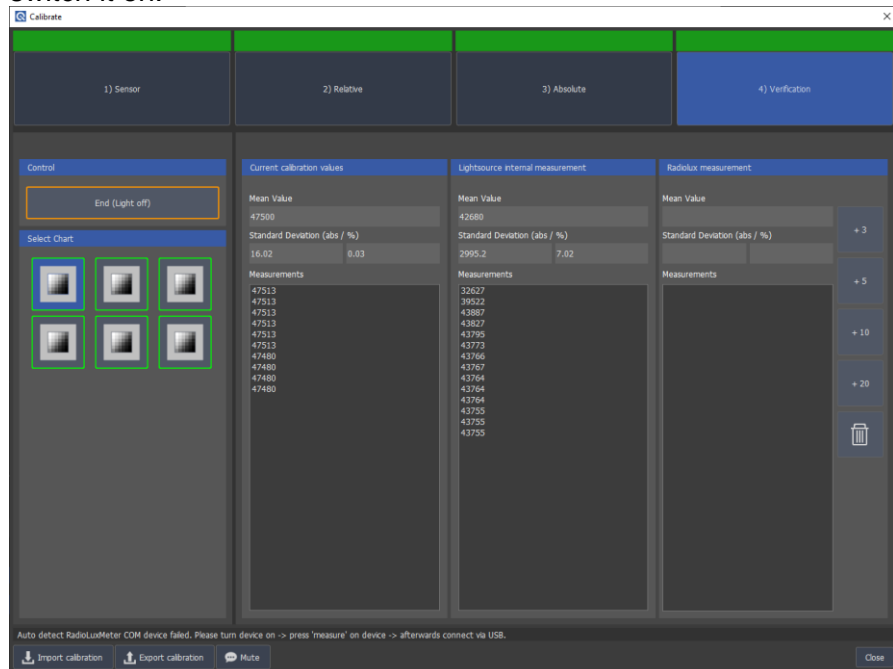 Calibrate
1) Sensor
2) Relative
3) Absolute
4) Verification
Control
End (Light off)
Select Chart
Current calibration values
Mean Value
47500
Standard Deviation (abs / %)
16.02 0.03
Measurements
47513
47513
47513
47513
47513
47513
47480
47480
47480
47480
Lightsource internal measurement
Mean Value
42680
Standard Deviation (abs / %)
2995.2 7.02
Measurements
32627
39522
43887
43827
43795
43773
43766
43767
43764
43764
43764
43755
43755
43755
Radiolux measurement
Mean Value
Standard Deviation (abs / %)
Measurements
+ 3
+ 5
+ 10
+ 20
Auto detect RadioLuxMeter COM device failed. Please turn device on -> press 'measure' on device -> afterwards connect via USB.
Import calibration
Export calibration
Mute
Close